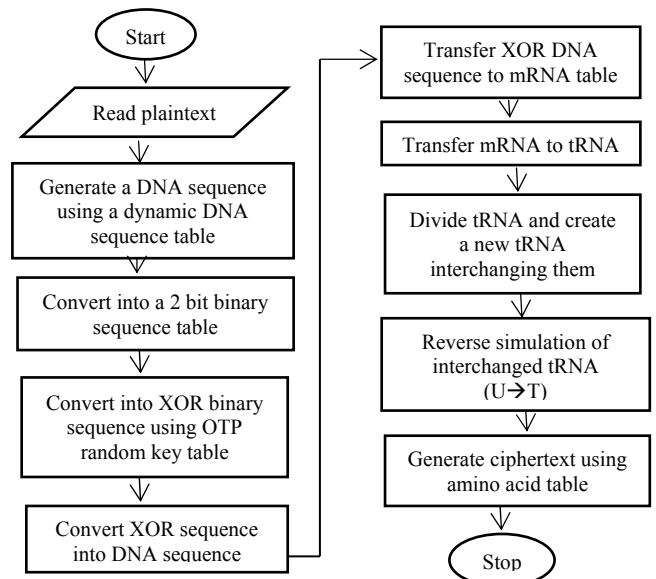 Start
Read plaintext
Generate a DNA sequence
using a dynamic DNA
sequence table
Convert into a 2 bit binary
sequence table
Convert into XOR binary
sequence using OTP
random key table
Convert XOR sequence
into DNA sequence
Transfer XOR DNA
sequence to mRNA table
Transfer mRNA to tRNA
Divide tRNA and create
a new tRNA
interchanging them
Reverse simulation of
interchanged tRNA
(U→T)
Generate ciphertext using
amino acid table
Stop